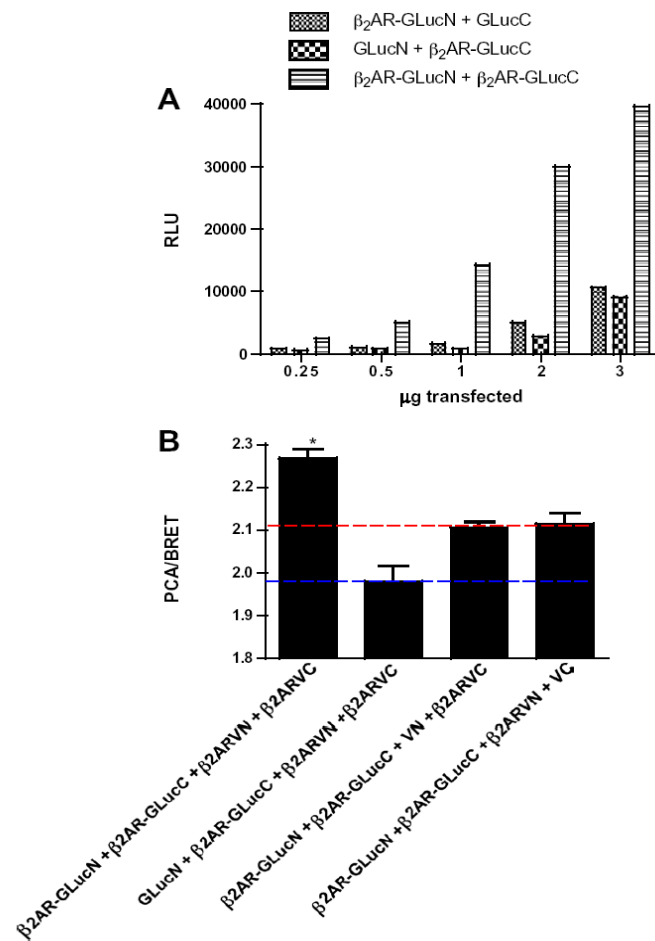 β₂AR-GLucN + GLucC
GLucN + β₂AR-GLucC
β₂AR-GLucN + β₂AR-GLucC
A
40000
30000
20000
10000
0
RLU
0.25 0.5 1 2 3
μg transfected
B
2.3
2.2
2.1
2.0
1.9
1.8
PCA/BRET
*
β2AR-GLucN +β2AR-GLucC +β2ARVN + β2ARVC
GLucN + β2AR-GLucC +β2ARVN +β2ARVC
β2AR-GLucN +β2AR-GLucC + VN +β2ARVC
β2AR-GLucN +β2AR-GLucC + β2ARVN + VC